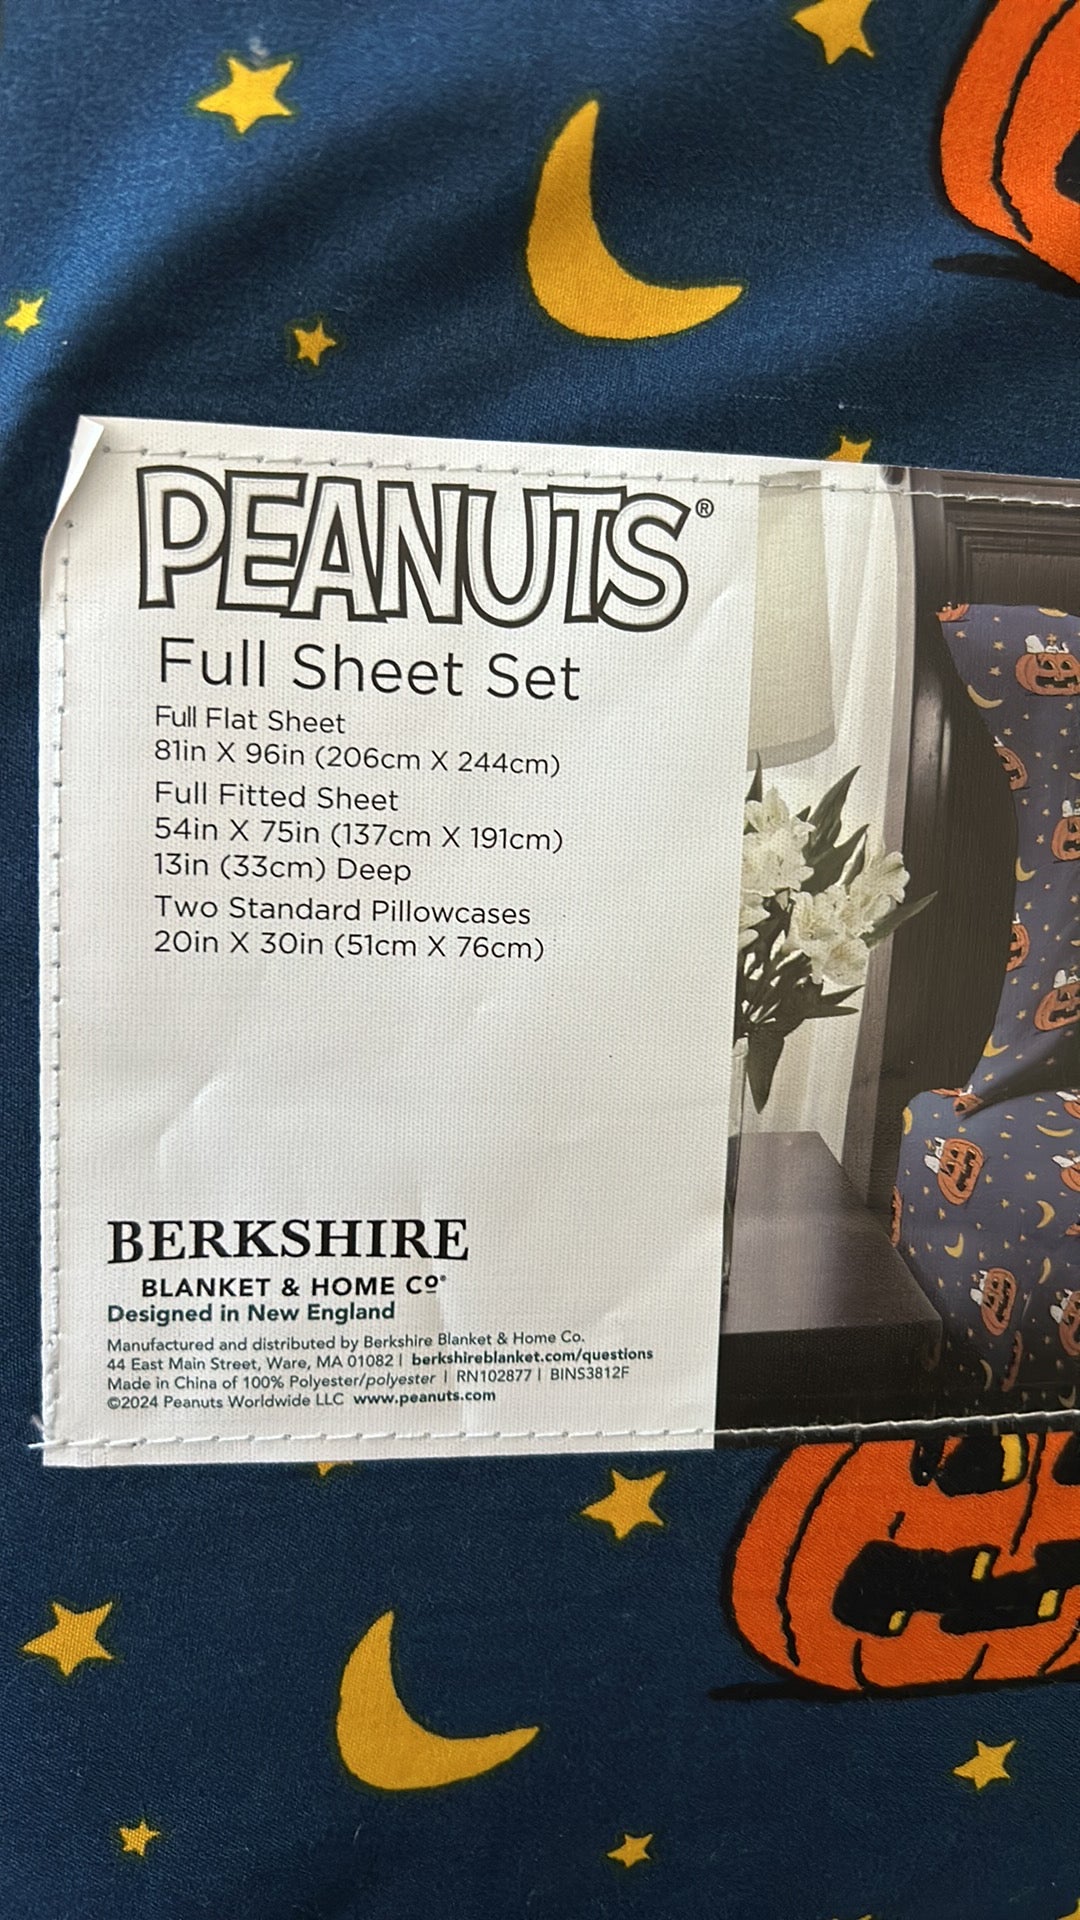 PEANUTS®
Full Sheet Set
Full Flat Sheet
81in X 96in (206cm X 244cm)
Full Fitted Sheet
54in X 75in (137cm X 191cm)
13in (33cm) Deep
Two Standard Pillowcases
20in X 30in (51cm X 76cm)
BERKSHIRE
BLANKET & HOME Cº®
Designed in New England
Manufactured and distributed by Berkshire Blanket & Home Co.
44 East Main Street, Ware, MA 01082 | berkshireblanket.com/questions
Made in China of 100% Polyester/polyester | RN102877 | BINS3812F
©2024 Peanuts Worldwide LLC www.peanuts.com